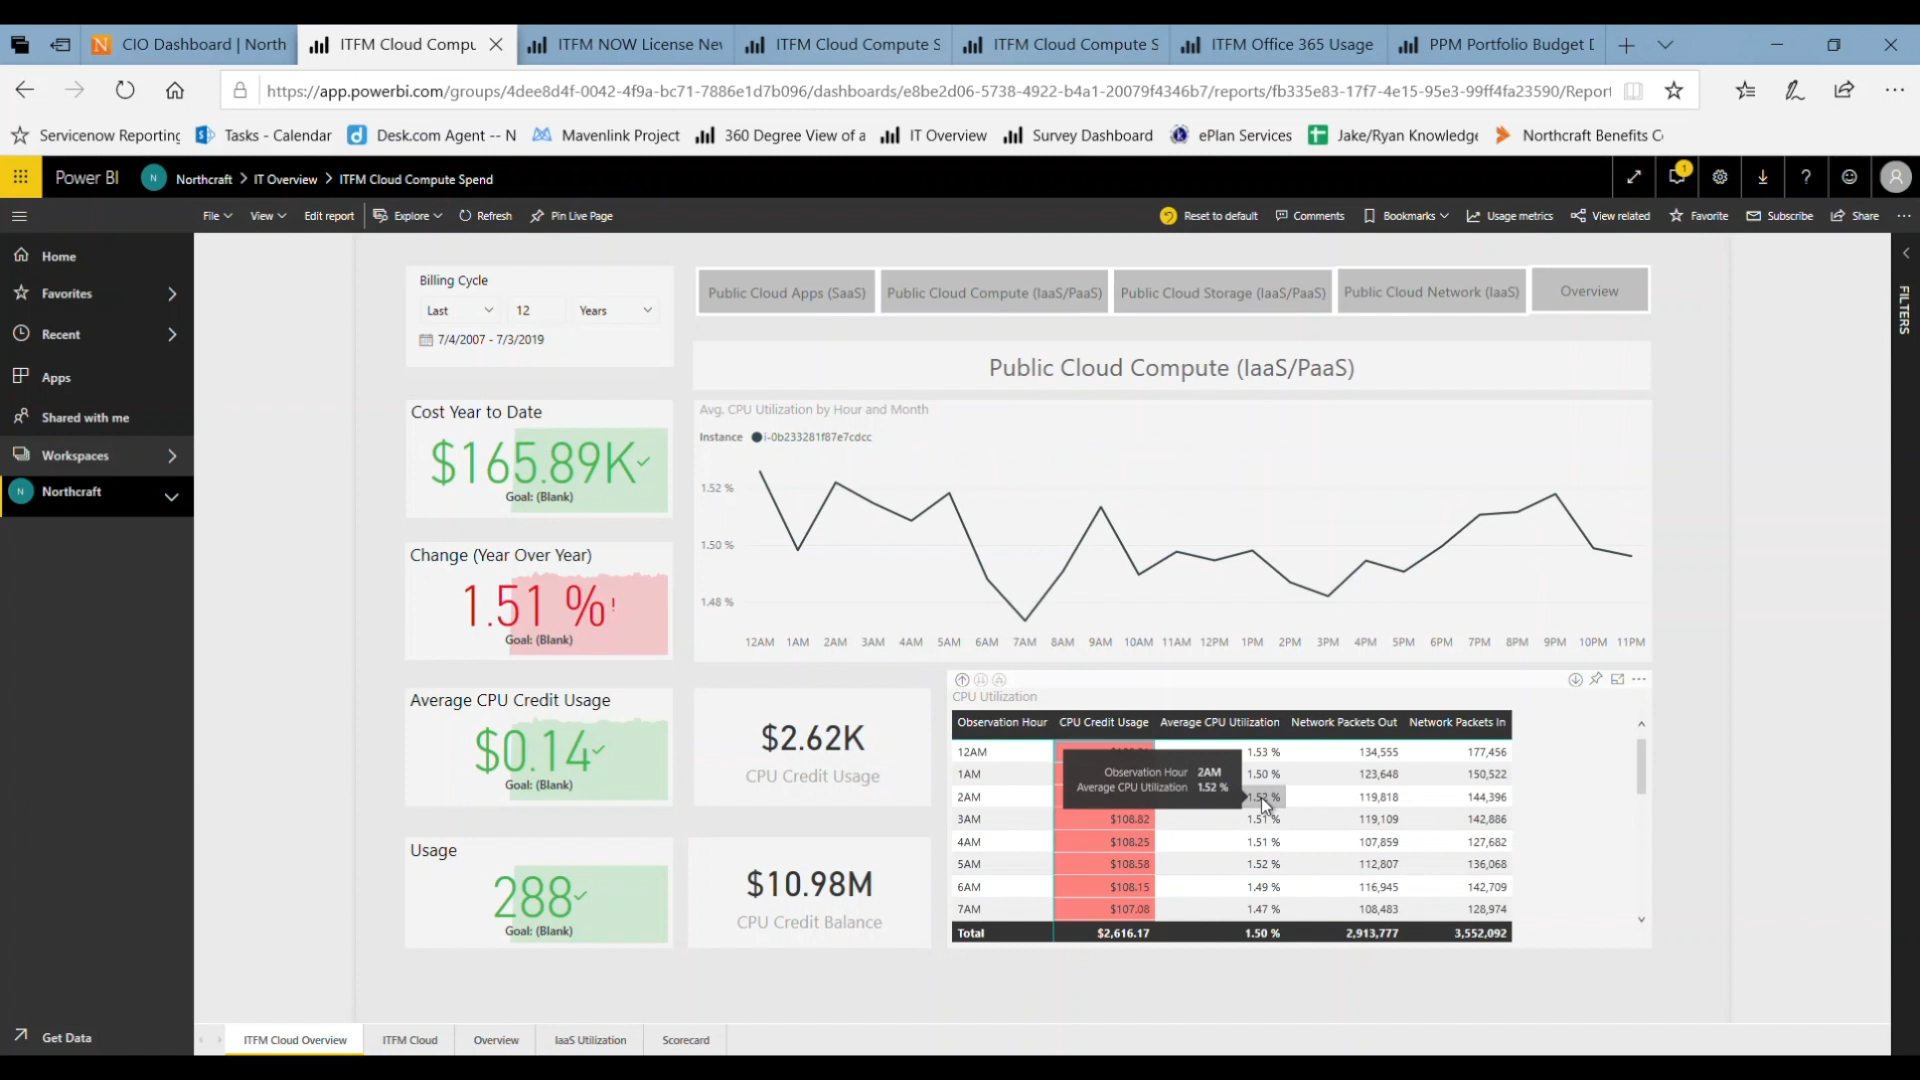 CIO Dashboard | North
ITFM Cloud Compu
ITFM NOW License Nev
ITFM Cloud Compute S
ITFM Cloud Compute S
ITFM Office 365 Usage
PPM Portfolio Budget D
https://app.powerbi.com/groups/4dee8d4f-0042-4f9a-bc71-7886e1d7b096/dashboards/e8be2d06-5738-4922-b4a1-20079f4346b7/reports/fb335e83-17f7-4e15-95e3-99ff4fa23590/Report
Servicenow Reporting
Tasks - Calendar
Desk.com Agent -- N
Mavenlink Project
360 Degree View of a
IT Overview
Survey Dashboard
ePlan Services
Jake/Ryan Knowledge
Northcraft Benefits C
Power BI
N
Northcraft > IT Overview > ITFM Cloud Compute Spend
1
File
View
Edit report
Explore
Refresh
Pin Live Page
Reset to default
Comments
Bookmarks
Usage metrics
View related
Favorite
Subscribe
Share
Home
Favorites
Recent
Apps
Shared with me
Workspaces
N
Northcraft
Get Data
FILTERS
Billing Cycle
Last 12 Years
7/4/2007 - 7/3/2019
Public Cloud Apps (SaaS)
Public Cloud Compute (IaaS/PaaS)
Public Cloud Storage (IaaS/PaaS)
Public Cloud Network (IaaS)
Overview
Public Cloud Compute (IaaS/PaaS)
Cost Year to Date
$165.89K
Goal: (Blank)
Change (Year Over Year)
1.51 %!
Goal: (Blank)
Average CPU Credit Usage
$0.14
Goal: (Blank)
Usage
288
Goal: (Blank)
$2.62K
CPU Credit Usage
$10.98M
CPU Credit Balance
Avg. CPU Utilization by Hour and Month
Instance i-0b233281f87e7cdcc
1.52 %
1.50 %
1.48 %
12AM 1AM 2AM 3AM 4AM 5AM 6AM 7AM 8AM 9AM 10AM 11AM 12PM 1PM 2PM 3PM 4PM 5PM 6PM 7PM 8PM 9PM 10PM 11PM
CPU Utilization
Observation Hour CPU Credit Usage Average CPU Utilization Network Packets Out Network Packets In
12AM 1.53 % 134,555 177,456
1AM 1.50 % 123,648 150,522
2AM 1.52 % 119,818 144,396
3AM $108.82 1.51 % 119,109 142,886
4AM $108.25 1.51 % 107,859 127,682
5AM $108.58 1.52 % 112,807 136,068
6AM $108.15 1.49 % 116,945 142,709
7AM $107.08 1.47 % 108,483 128,974
Total $2,616.17 1.50 % 2,913,777 3,552,092
Observation Hour 2AM
Average CPU Utilization 1.52 %
ITFM Cloud Overview
ITFM Cloud
Overview
IaaS Utilization
Scorecard